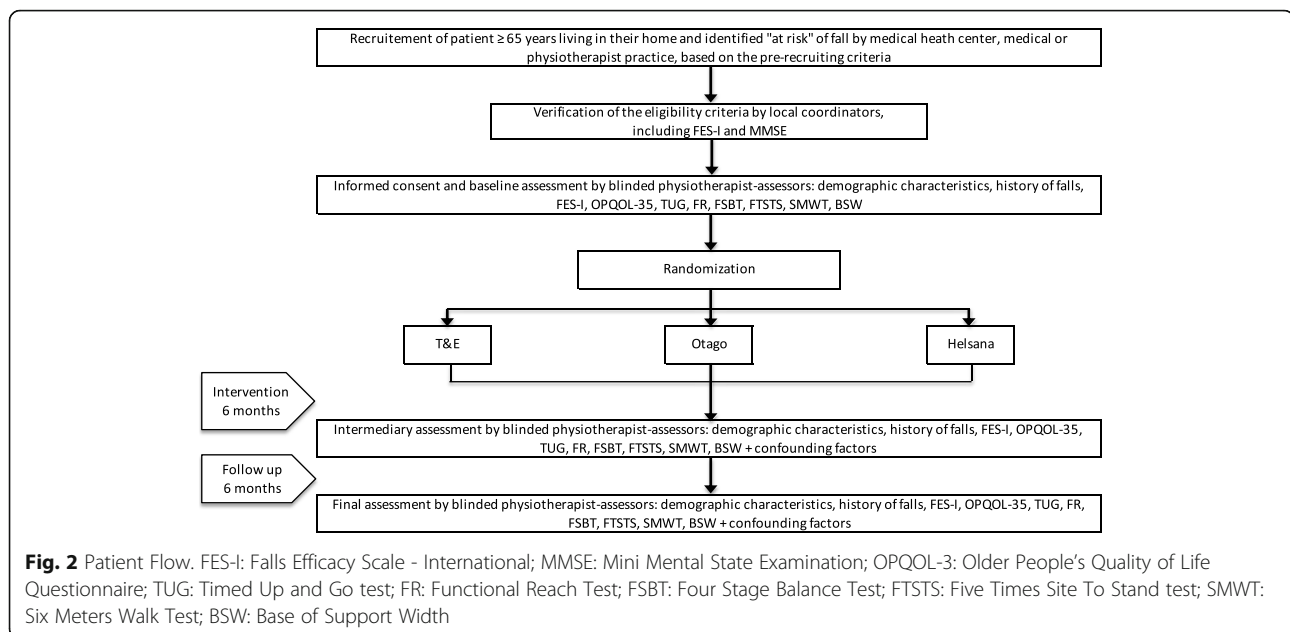 Recruitement of patient ≥ 65 years living in their home and identified "at risk" of fall by medical heath center, medical or
physiotherapist practice, based on the pre-recruiting criteria
Verification of the eligibility criteria by local coordinators,
including FES-I and MMSE
Informed consent and baseline assessment by blinded physiotherapist-assessors: demographic characteristics, history of falls,
FES-I, OPQOL-35, TUG, FR, FSBT, FTSTS, SMWT, BSW
Randomization
T&E
Otago
Helsana
Intervention
6 months
Intermediary assessment by blinded physiotherapist-assessors: demographic characteristics, history of falls, FES-I, OPQOL-35,
TUG, FR, FSBT, FTSTS, SMWT, BSW + confounding factors
Follow up
6 months
Final assessment by blinded physiotherapist-assessors: demographic characteristics, history of falls, FES-I, OPQOL-35, TUG, FR,
FSBT, FTSTS, SMWT, BSW + confounding factors
Fig. 2 Patient Flow. FES-I: Falls Efficacy Scale - International; MMSE: Mini Mental State Examination; OPQOL-3: Older People's Quality of Life
Questionnaire; TUG: Timed Up and Go test; FR: Functional Reach Test; FSBT: Four Stage Balance Test; FTSTS: Five Times Site To Stand test; SMWT:
Six Meters Walk Test; BSW: Base of Support Width